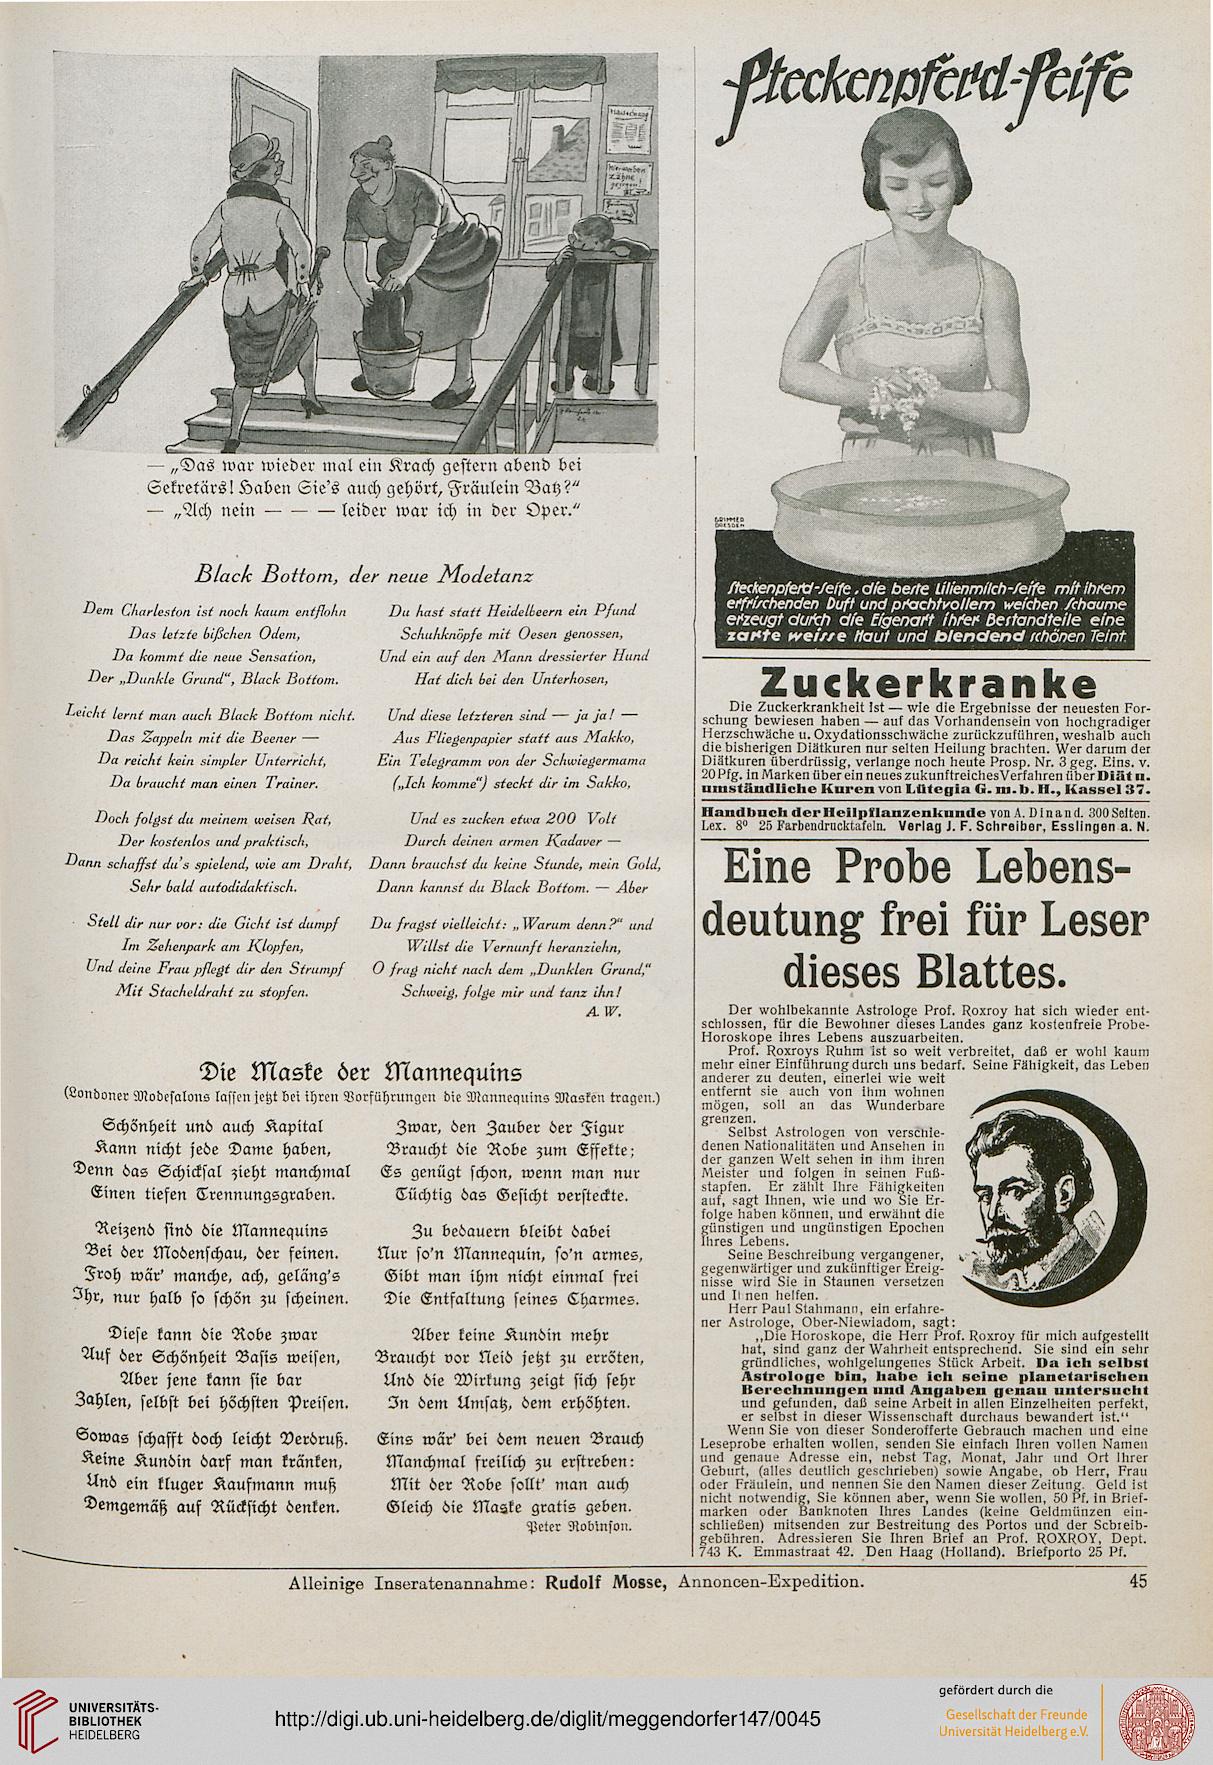 Hausordnung
Hier werden
Zähne
gezogen!
— „Das war wieder mal ein Krach gestern abend bei
Sekretärs! Haben Sie's auch gehört, Fräulein Batz?“
— „Ach nein — — — leider war ich in der Oper.“
Black Bottom, der neue Modetanz
Dem Charleston ist noch kaum entflohn
Das letzte bißchen Odem,
Da kommt die neue Sensation,
Der „Dunkle Grund“, Black Bottom.
Leicht lernt man auch Black Bottom nicht.
Das Zappeln mit die Beener —
Da reicht kein simpler Unterricht,
Da braucht man einen Trainer.
Doch folgst du meinem weisen Rat,
Der kostenlos und praktisch,
Dann schaffst du's spielend, wie am Draht,
Sehr bald autodidaktisch.
Stell dir nur vor: die Gicht ist dumpf
Im Zehenpark am Klopfen,
Und deine Frau pflegt dir den Strumpf
Mit Stacheldraht zu stopfen.
Du hast statt Heidelbeern ein Pfund
Schuhknöpfe mit Oesen genossen,
Und ein auf den Mann dressierter Hund
Hat dich bei den Unterhosen,
Und diese letzteren sind — ja ja! —
Aus Fliegenpapier statt aus Makko,
Ein Telegramm von der Schwiegermama
(„Ich komme“) steckt dir im Sakko,
Und es zucken etwa 200 Volt
Durch deinen armen Kadaver —
Dann brauchst du keine Stunde, mein Gold,
Dann kannst du Black Bottom. — Aber
Du fragst vielleicht: „Warum denn?“ und
Willst die Vernunft heranziehn,
O frag nicht nach dem „Dunklen Grund,“
Schweig, folge mir und tanz ihn!
A. W.
Die Maske der Mannequins
(Londoner Modesalons lassen jetzt bei ihren Vorführungen die Mannequins Masken tragen.)
Schönheit und auch Kapital
Kann nicht jede Dame haben,
Denn das Schicksal zieht manchmal
Einen tiefen Trennungsgraben.
Reizend sind die Mannequins
Bei der Modenschau, der feinen.
Froh wär' manche, ach, geläng's
Ihr, nur halb so schön zu scheinen.
Diese kann die Robe zwar
Auf der Schönheit Basis weisen,
Aber jene kann sie bar
Zahlen, selbst bei höchsten Preisen.
Sowas schafft doch leicht Verdruß.
Keine Kundin darf man kränken,
Und ein kluger Kaufmann muß
Demgemäß auf Rücksicht denken.
Zwar, den Zauber der Figur
Braucht die Robe zum Effekte;
Es genügt schon, wenn man nur
Tüchtig das Gesicht versteckte.
Zu bedauern bleibt dabei
Nur so'n Mannequin, so'n armes,
Gibt man ihm nicht einmal frei
Die Entfaltung seines Charmes.
Aber keine Kundin mehr
Braucht vor Neid jetzt zu erröten,
Und die Wirkung zeigt sich sehr
In dem Umsatz, dem erhöhten.
Eins wär' bei dem neuen Brauch
Manchmal freilich zu erstreben:
Mit der Robe sollt' man auch
Gleich die Maske gratis geben.
Peter Robinson.
Steckenpferd-Seife
GRIMMER
DRESDEN
Steckenpferd-Seife, die beste Lilienmilch-Seife mit ihrem
erfrischenden Duft und prachtvollem weichen Schaume
erzeugt durch die Eigenart ihrer Bestandteile eine
zarte weisse Haut und blendend schönen Teint.
Zuckerkranke
Die Zuckerkrankheit ist — wie die Ergebnisse der neuesten For-
schung bewiesen haben — auf das Vorhandensein von hochgradiger
Herzschwäche u. Oxydationsschwäche zurückzuführen, weshalb auch
die bisherigen Diätkuren nur selten Heilung brachten. Wer darum der
Diätkuren überdrüssig, verlange noch heute Prosp. Nr. 3 geg. Eins. v.
20 Pfg. in Marken über ein neues zukunftreiches Verfahren über Diät u.
umständliche Kuren von Lütegia G. m. b. H., Kassel 37.
Handbuch der Heilpflanzenkunde von A. Dinand. 300 Seiten.
Lex. 8⁰ 25 Farbendrucktafeln. Verlag J. F. Schreiber, Esslingen a. N.
Eine Probe Lebens-
deutung frei für Leser
dieses Blattes.
Der wohlbekannte Astrologe Prof. Roxroy hat sich wieder ent-
schlossen, für die Bewohner dieses Landes ganz kostenfreie Probe-
Horoskope ihres Lebens auszuarbeiten.
Prof. Roxroys Ruhm ist so weit verbreitet, daß er wohl kaum
mehr einer Einführung durch uns bedarf. Seine Fähigkeit, das Leben
anderer zu deuten, einerlei wie weit
entfernt sie auch von ihm wohnen
mögen, soll an das Wunderbare
grenzen.
Selbst Astrologen von verschie-
denen Nationalitäten und Ansehen in
der ganzen Welt sehen in ihm ihren
Meister und folgen in seinen Fuß-
stapfen. Er zählt Ihre Fähigkeiten
auf, sagt Ihnen, wie und wo Sie Er-
folge haben können, und erwähnt die
günstigen und ungünstigen Epochen
Ihres Lebens.
Seine Beschreibung vergangener,
gegenwärtiger und zukünftiger Ereig-
nisse wird Sie in Staunen versetzen
und Ihnen helfen.
Herr Paul Stahmann, ein erfahre-
ner Astrologe, Ober-Niewiadom, sagt:
„Die Horoskope, die Herr Prof. Roxroy für mich aufgestellt
hat, sind ganz der Wahrheit entsprechend. Sie sind ein sehr
gründliches, wohlgelungenes Stück Arbeit. Da ich selbst
Astrologe bin, habe ich seine planetarischen
Berechnungen und Angaben genau untersucht
und gefunden, daß seine Arbeit in allen Einzelheiten perfekt,
er selbst in dieser Wissenschaft durchaus bewandert ist.“
Wenn Sie von dieser Sonderofferte Gebrauch machen und eine
Leseprobe erhalten wollen, senden Sie einfach Ihren vollen Namen
und genaue Adresse ein, nebst Tag, Monat, Jahr und Ort Ihrer
Geburt, (alles deutlich geschrieben) sowie Angabe, ob Herr, Frau
oder Fräulein, und nennen Sie den Namen dieser Zeitung. Geld ist
nicht notwendig, Sie können aber, wenn Sie wollen, 50 Pf. in Brief-
marken oder Banknoten Ihres Landes (keine Geldmünzen ein-
schließen) mitsenden zur Bestreitung des Portos und der Schreib-
gebühren. Adressieren Sie Ihren Brief an Prof. ROXROY, Dept.
743 K. Emmastraat 42. Den Haag (Holland). Briefporto 25 Pf.
Alleinige Inseratenannahme: Rudolf Mosse, Annoncen-Expedition.
45
UNIVERSITÄTS-
BIBLIOTHEK
HEIDELBERG
http://digi.ub.uni-heidelberg.de/diglit/meggendorfer147/0045
gefördert durch die
Gesellschaft der Freunde
Universität Heidelberg e.V.